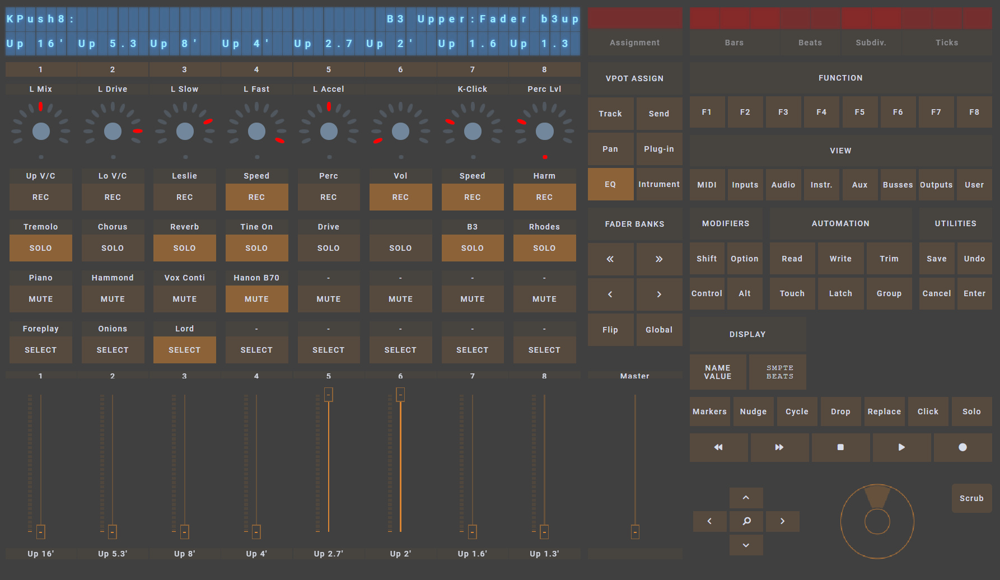 KPush8: B3 Upper:Fader b3up
Up 16' Up 5.3 Up 8' Up 4' Up 2.7 Up 2' Up 1.6 Up 1.3
Assignment Bars Beats Subdiv. Ticks
1 2 3 4 5 6 7 8
L Mix L Drive L Slow L Fast L Accel K-Click Perc Lvl
Up V/C Lo V/C Leslie Speed Perc Vol Speed Harm
REC REC REC REC REC REC REC REC
Tremolo Chorus Reverb Tine On Drive B3 Rhodes
SOLO SOLO SOLO SOLO SOLO SOLO SOLO SOLO
Piano Hammond Vox Conti Hanon B70 - - - -
MUTE MUTE MUTE MUTE MUTE MUTE MUTE MUTE
Foreplay Onions Lord - - - - -
SELECT SELECT SELECT SELECT SELECT SELECT SELECT SELECT
1 2 3 4 5 6 7 8 Master
Up 16' Up 5.3' Up 8' Up 4' Up 2.7' Up 2' Up 1.6' Up 1.3'
VPOT ASSIGN
Track Send
Pan Plug-in
EQ Intrument
FADER BANKS
« »
< >
Flip Global
FUNCTION
F1 F2 F3 F4 F5 F6 F7 F8
VIEW
MIDI Inputs Audio Instr. Aux Busses Outputs User
MODIFIERS AUTOMATION UTILITIES
Shift Option Read Write Trim Save Undo
Control Alt Touch Latch Group Cancel Enter
DISPLAY
NAME
VALUE
SMPTE
BEATS
Markers Nudge Cycle Drop Replace Click Solo
Scrub